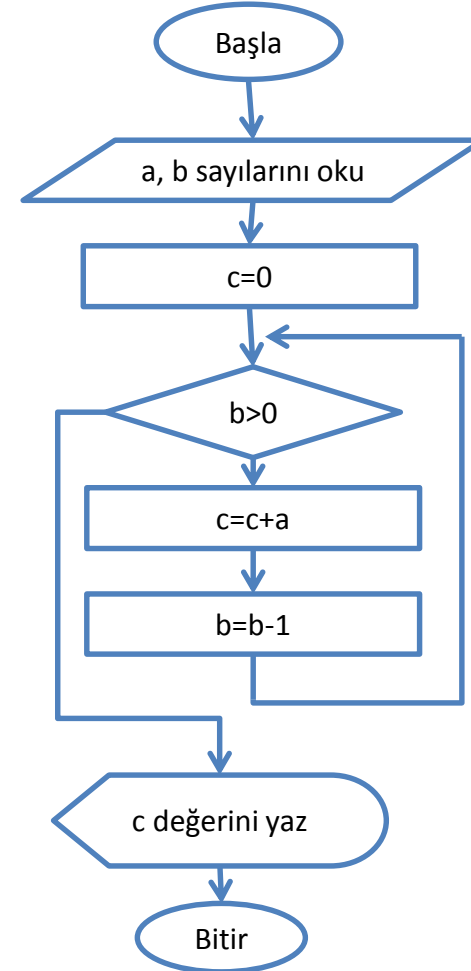 Başla
a, b sayılarını oku
c=0
b>0
c=c+a
b=b-1
c değerini yaz
Bitir